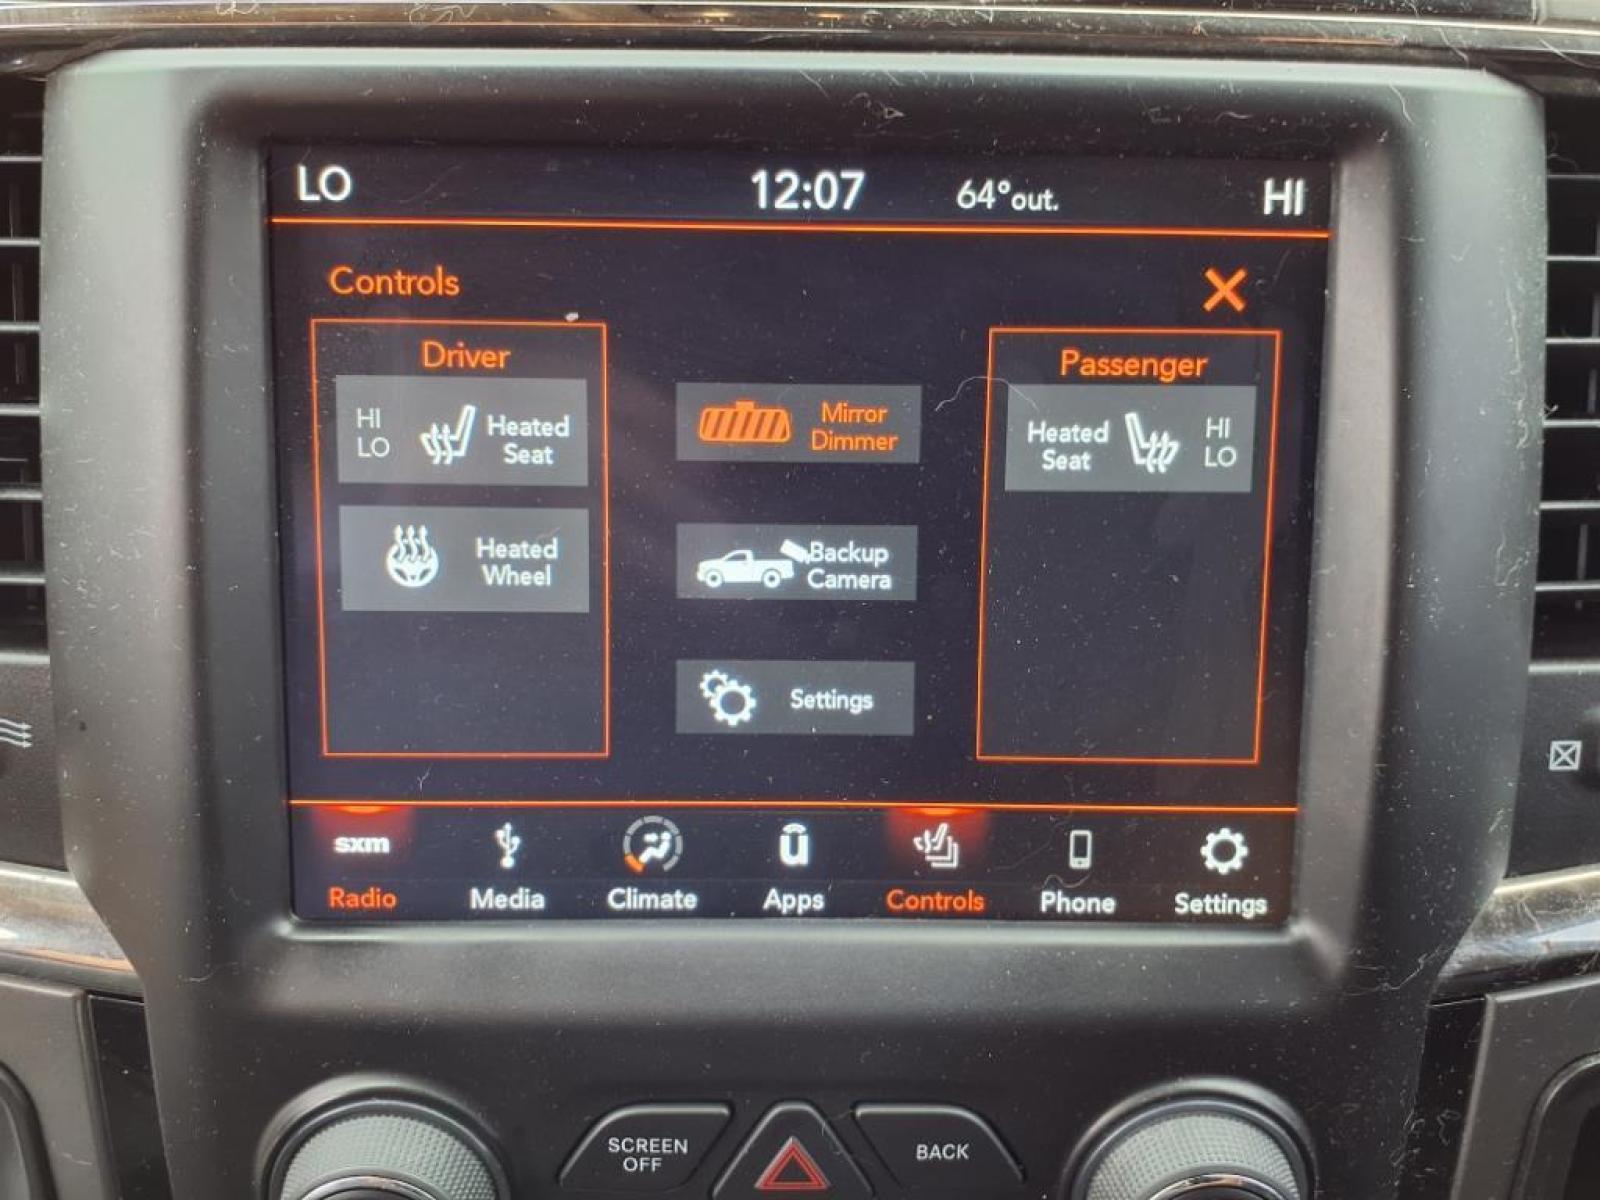 LO 12:07 64°out. HI
Controls
Driver
HI
LO
Heated
Seat
Heated
Wheel
Mirror
Dimmer
Backup
Camera
Settings
Passenger
Heated
Seat
HI
LO
sxm
Radio Media Climate Apps Controls Phone Settings
SCREEN
OFF
BACK